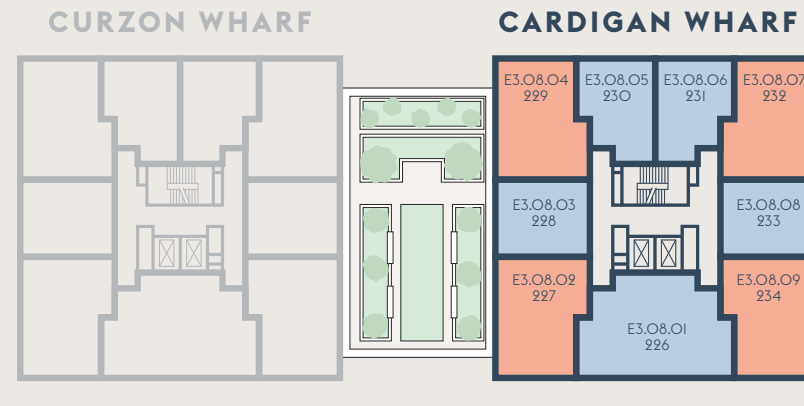 CURZON WHARF
CARDIGAN WHARF
E3.08.04
229
E3.08.05
230
E3.08.06
231
E3.08.07
232
E3.08.03
228
E3.08.08
233
E3.08.02
227
E3.08.09
234
E3.08.01
226